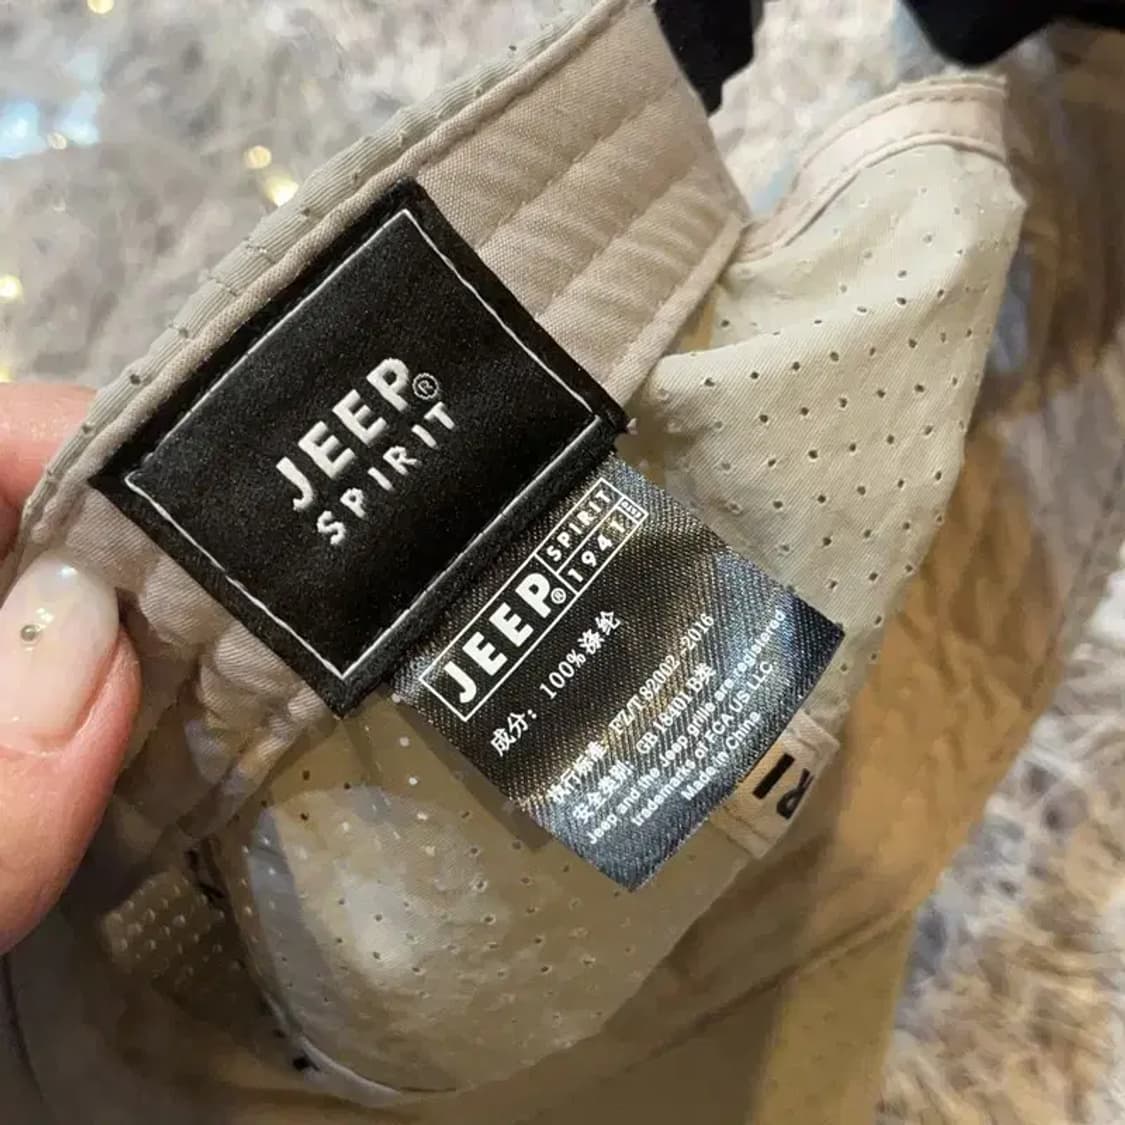 JEEP®
SPIRIT
JEEP®
SPIRIT
1941
成分：100%涤纶
执行标准：FZ/T82002-2016
安全类别：GB 18401 B类
Jeep and the Jeep grille are registered
trademarks of FCA US LLC.
Made in China
RI